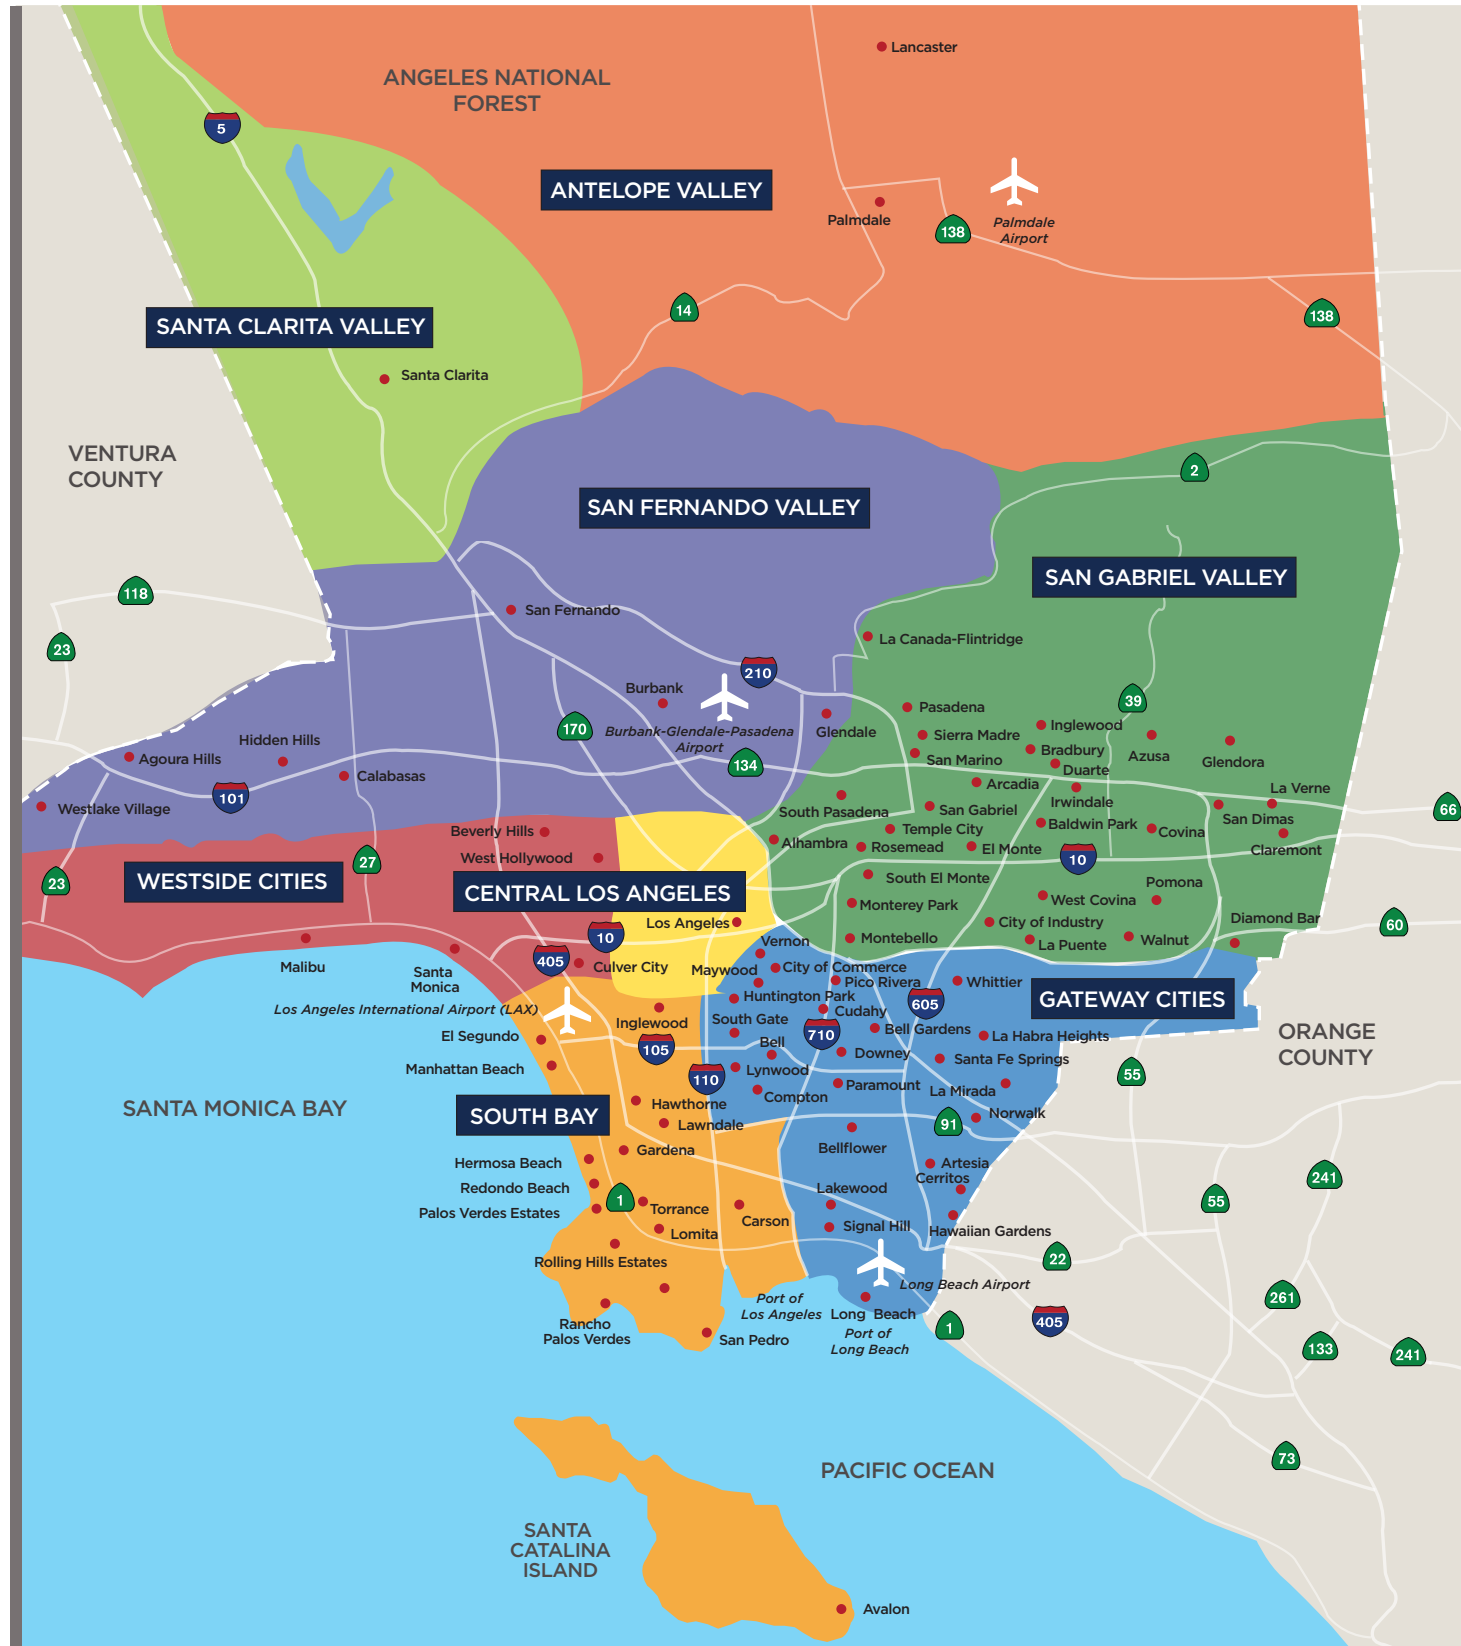 Lancaster
ANGELES NATIONAL
FOREST
5
ANTELOPE VALLEY
Palmdale
138
Palmdale
Airport
14
138
SANTA CLARITA VALLEY
Santa Clarita
VENTURA
COUNTY
2
SAN FERNANDO VALLEY
SAN GABRIEL VALLEY
118
San Fernando
23
La Canada-Flintridge
210
Burbank
39
Pasadena
170
Burbank-Glendale-Pasadena
Airport
Glendale
Inglewood
Sierra Madre
Hidden Hills
Bradbury
Azusa
Agoura Hills
San Marino
Glendora
134
Duarte
Calabasas
Arcadia
101
La Verne
Irwindale
Westlake Village
South Pasadena
San Gabriel
66
San Dimas
Baldwin Park
Beverly Hills
Temple City
Covina
Alhambra
Rosemead
El Monte
Claremont
West Hollywood
27
10
23
WESTSIDE CITIES
South El Monte
Pomona
CENTRAL LOS ANGELES
West Covina
Monterey Park
Los Angeles
City of Industry
Diamond Bar
60
10
Vernon
Montebello
La Puente
Walnut
405
Malibu
Santa
Monica
Culver City
Maywood
City of Commerce
Pico Rivera
Whittier
Huntington Park
605
GATEWAY CITIES
Los Angeles International Airport (LAX)
Inglewood
South Gate
Cudahy
Bell Gardens
El Segundo
710
La Habra Heights
ORANGE
COUNTY
105
Bell
Downey
Santa Fe Springs
Manhattan Beach
Lynwood
55
110
Paramount
La Mirada
Compton
SANTA MONICA BAY
Hawthorne
SOUTH BAY
Lawndale
91
Norwalk
Gardena
Bellflower
Hermosa Beach
Artesia
Cerritos
241
Redondo Beach
Lakewood
1
55
Palos Verdes Estates
Torrance
Carson
Signal Hill
Lomita
Hawaiian Gardens
Rolling Hills Estates
22
Long Beach Airport
Port of
Los Angeles
261
Long Beach
Rancho
Palos Verdes
San Pedro
Port of
Long Beach
1
405
133
241
73
PACIFIC OCEAN
SANTA
CATALINA
ISLAND
Avalon